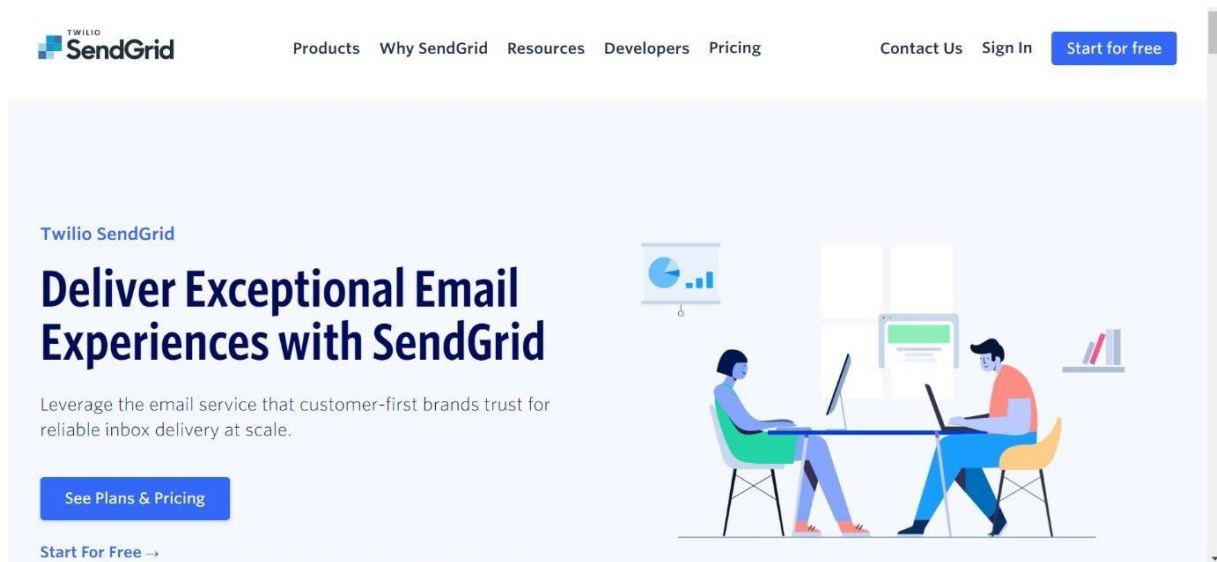 TWILIO
SendGrid
Products Why SendGrid Resources Developers Pricing Contact Us Sign In Start for free
Twilio SendGrid
Deliver Exceptional Email
Experiences with SendGrid
Leverage the email service that customer-first brands trust for
reliable inbox delivery at scale.
See Plans & Pricing
Start For Free →